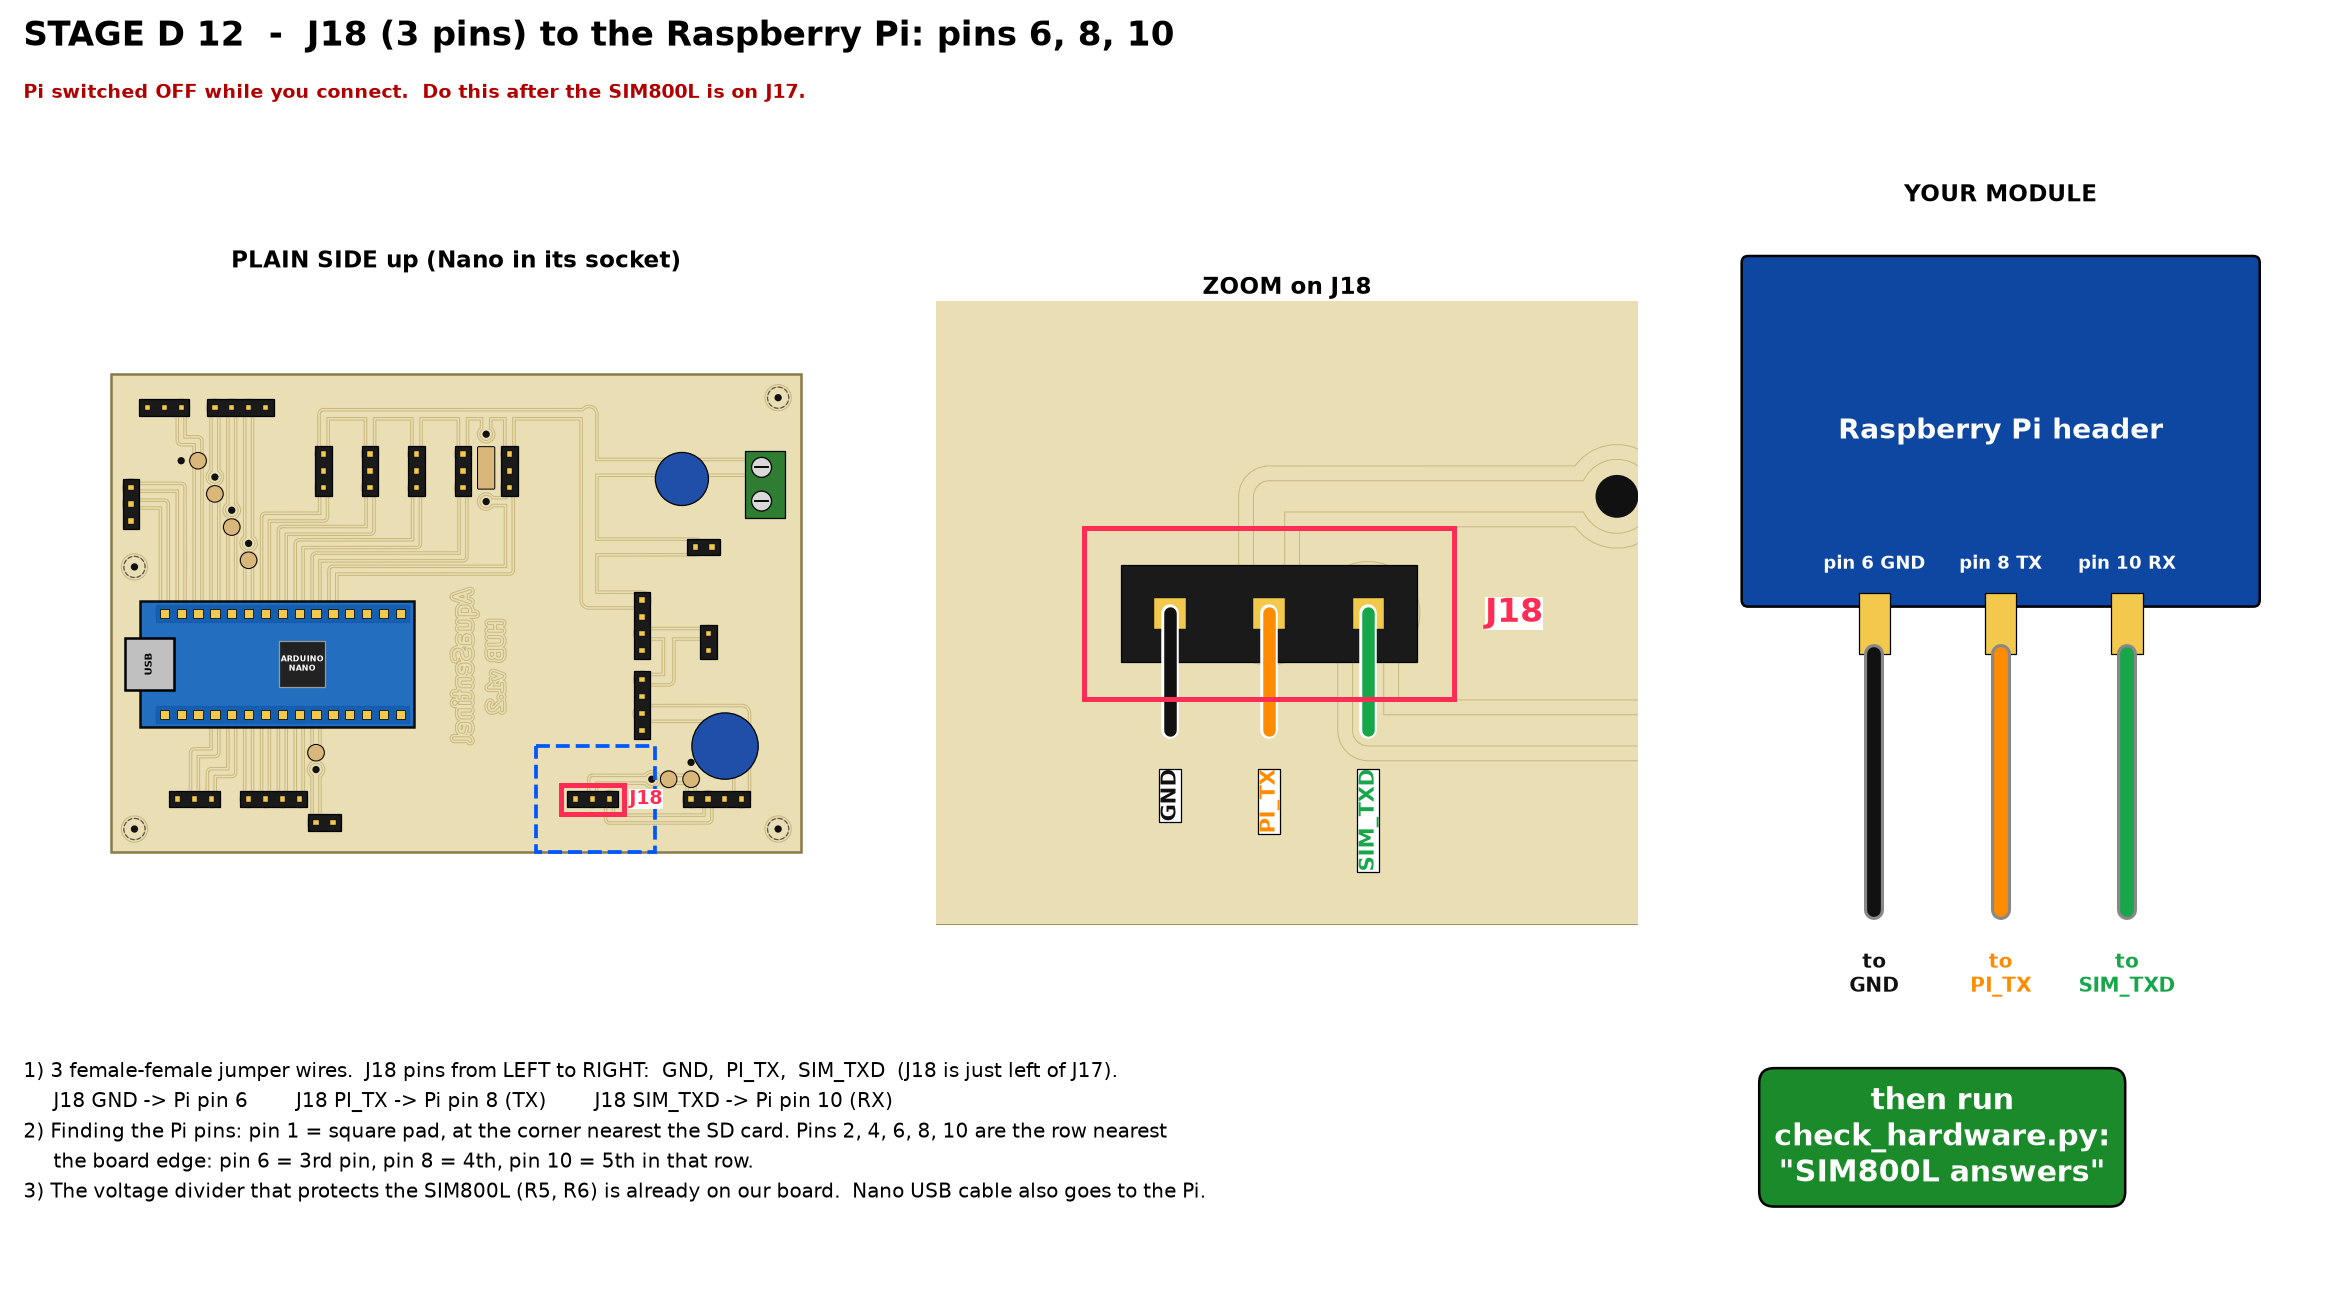 STAGE D 12  -  J18 (3 pins) to the Raspberry Pi: pins 6, 8, 10
Pi switched OFF while you connect.  Do this after the SIM800L is on J17.
PLAIN SIDE up (Nano in its socket)
USB
ARDUINO
NANO
AquaSentinel
HUB v1.2
J18
ZOOM on J18
J18
GND
PI_TX
SIM_TXD
YOUR MODULE
Raspberry Pi header
pin 6 GND
pin 8 TX
pin 10 RX
to
GND
to
PI_TX
to
SIM_TXD
1) 3 female-female jumper wires.  J18 pins from LEFT to RIGHT:  GND,  PI_TX,  SIM_TXD  (J18 is just left of J17).
J18 GND -> Pi pin 6        J18 PI_TX -> Pi pin 8 (TX)        J18 SIM_TXD -> Pi pin 10 (RX)
2) Finding the Pi pins: pin 1 = square pad, at the corner nearest the SD card. Pins 2, 4, 6, 8, 10 are the row nearest
the board edge: pin 6 = 3rd pin, pin 8 = 4th, pin 10 = 5th in that row.
3) The voltage divider that protects the SIM800L (R5, R6) is already on our board.  Nano USB cable also goes to the Pi.
then run
check_hardware.py:
"SIM800L answers"